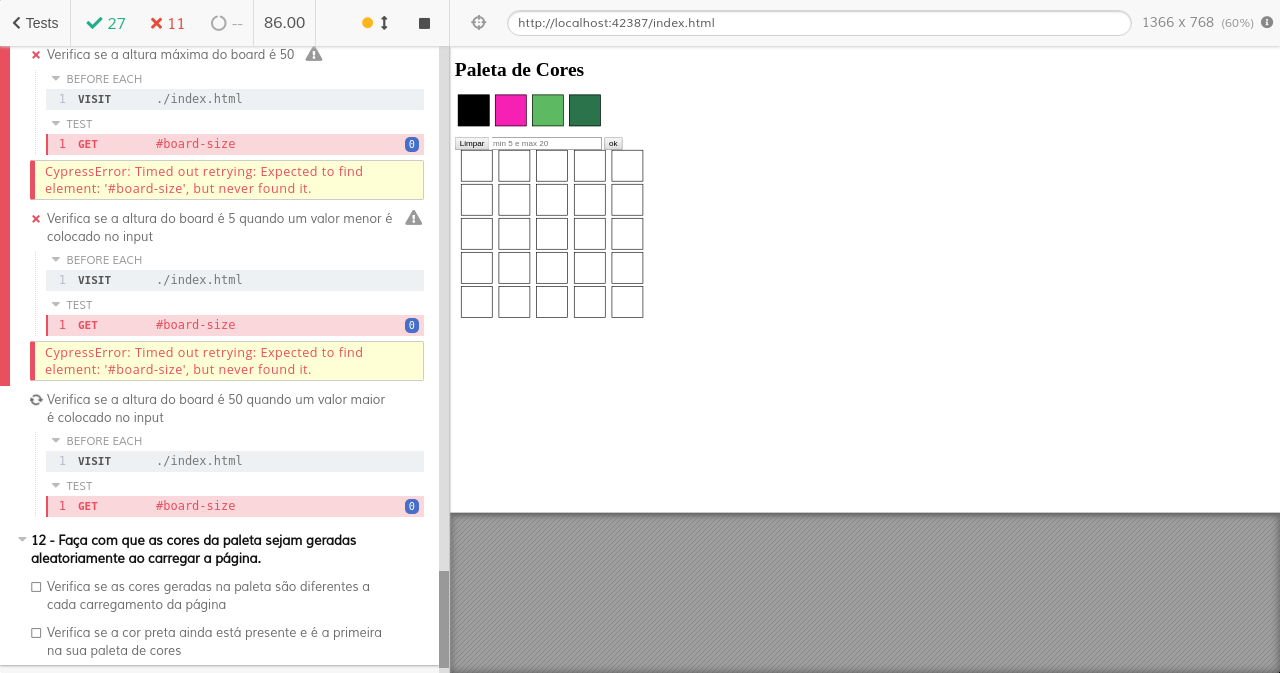 Tests
27
11
--
86.00
http://localhost:42387/index.html
1366 x 768 (60%)
Verifica se a altura máxima do board é 50
BEFORE EACH
1 VISIT ./index.html
TEST
1 GET #board-size 0
CypressError: Timed out retrying: Expected to find
element: '#board-size', but never found it.
Verifica se a altura do board é 5 quando um valor menor é
colocado no input
BEFORE EACH
1 VISIT ./index.html
TEST
1 GET #board-size 0
CypressError: Timed out retrying: Expected to find
element: '#board-size', but never found it.
Verifica se a altura do board é 50 quando um valor maior
é colocado no input
BEFORE EACH
1 VISIT ./index.html
TEST
1 GET #board-size 0
12 - Faça com que as cores da paleta sejam geradas
aleatoriamente ao carregar a página.
Verifica se as cores geradas na paleta são diferentes a
cada carregamento da página
Verifica se a cor preta ainda está presente e é a primeira
na sua paleta de cores
Paleta de Cores
Limpar min 5 e max 20 ok